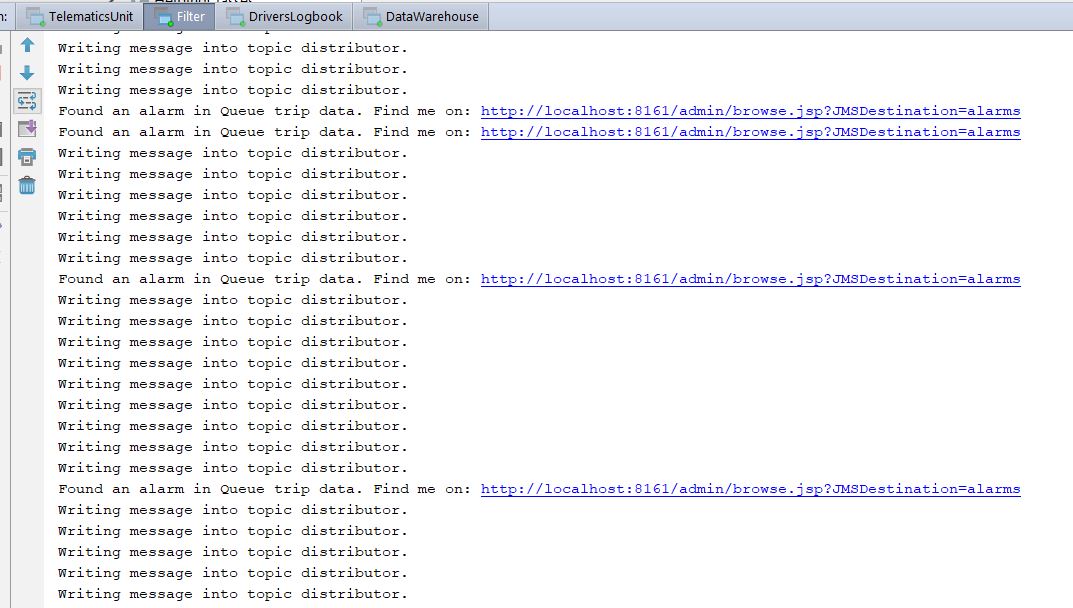 n: TelematicsUnit Filter DriversLogbook DataWarehouse
Writing message into topic distributor.
Writing message into topic distributor.
Writing message into topic distributor.
Found an alarm in Queue trip data. Find me on: http://localhost:8161/admin/browse.jsp?JMSDestination=alarms
Found an alarm in Queue trip data. Find me on: http://localhost:8161/admin/browse.jsp?JMSDestination=alarms
Writing message into topic distributor.
Writing message into topic distributor.
Writing message into topic distributor.
Writing message into topic distributor.
Writing message into topic distributor.
Writing message into topic distributor.
Found an alarm in Queue trip data. Find me on: http://localhost:8161/admin/browse.jsp?JMSDestination=alarms
Writing message into topic distributor.
Writing message into topic distributor.
Writing message into topic distributor.
Writing message into topic distributor.
Writing message into topic distributor.
Writing message into topic distributor.
Writing message into topic distributor.
Writing message into topic distributor.
Writing message into topic distributor.
Found an alarm in Queue trip data. Find me on: http://localhost:8161/admin/browse.jsp?JMSDestination=alarms
Writing message into topic distributor.
Writing message into topic distributor.
Writing message into topic distributor.
Writing message into topic distributor.
Writing message into topic distributor.